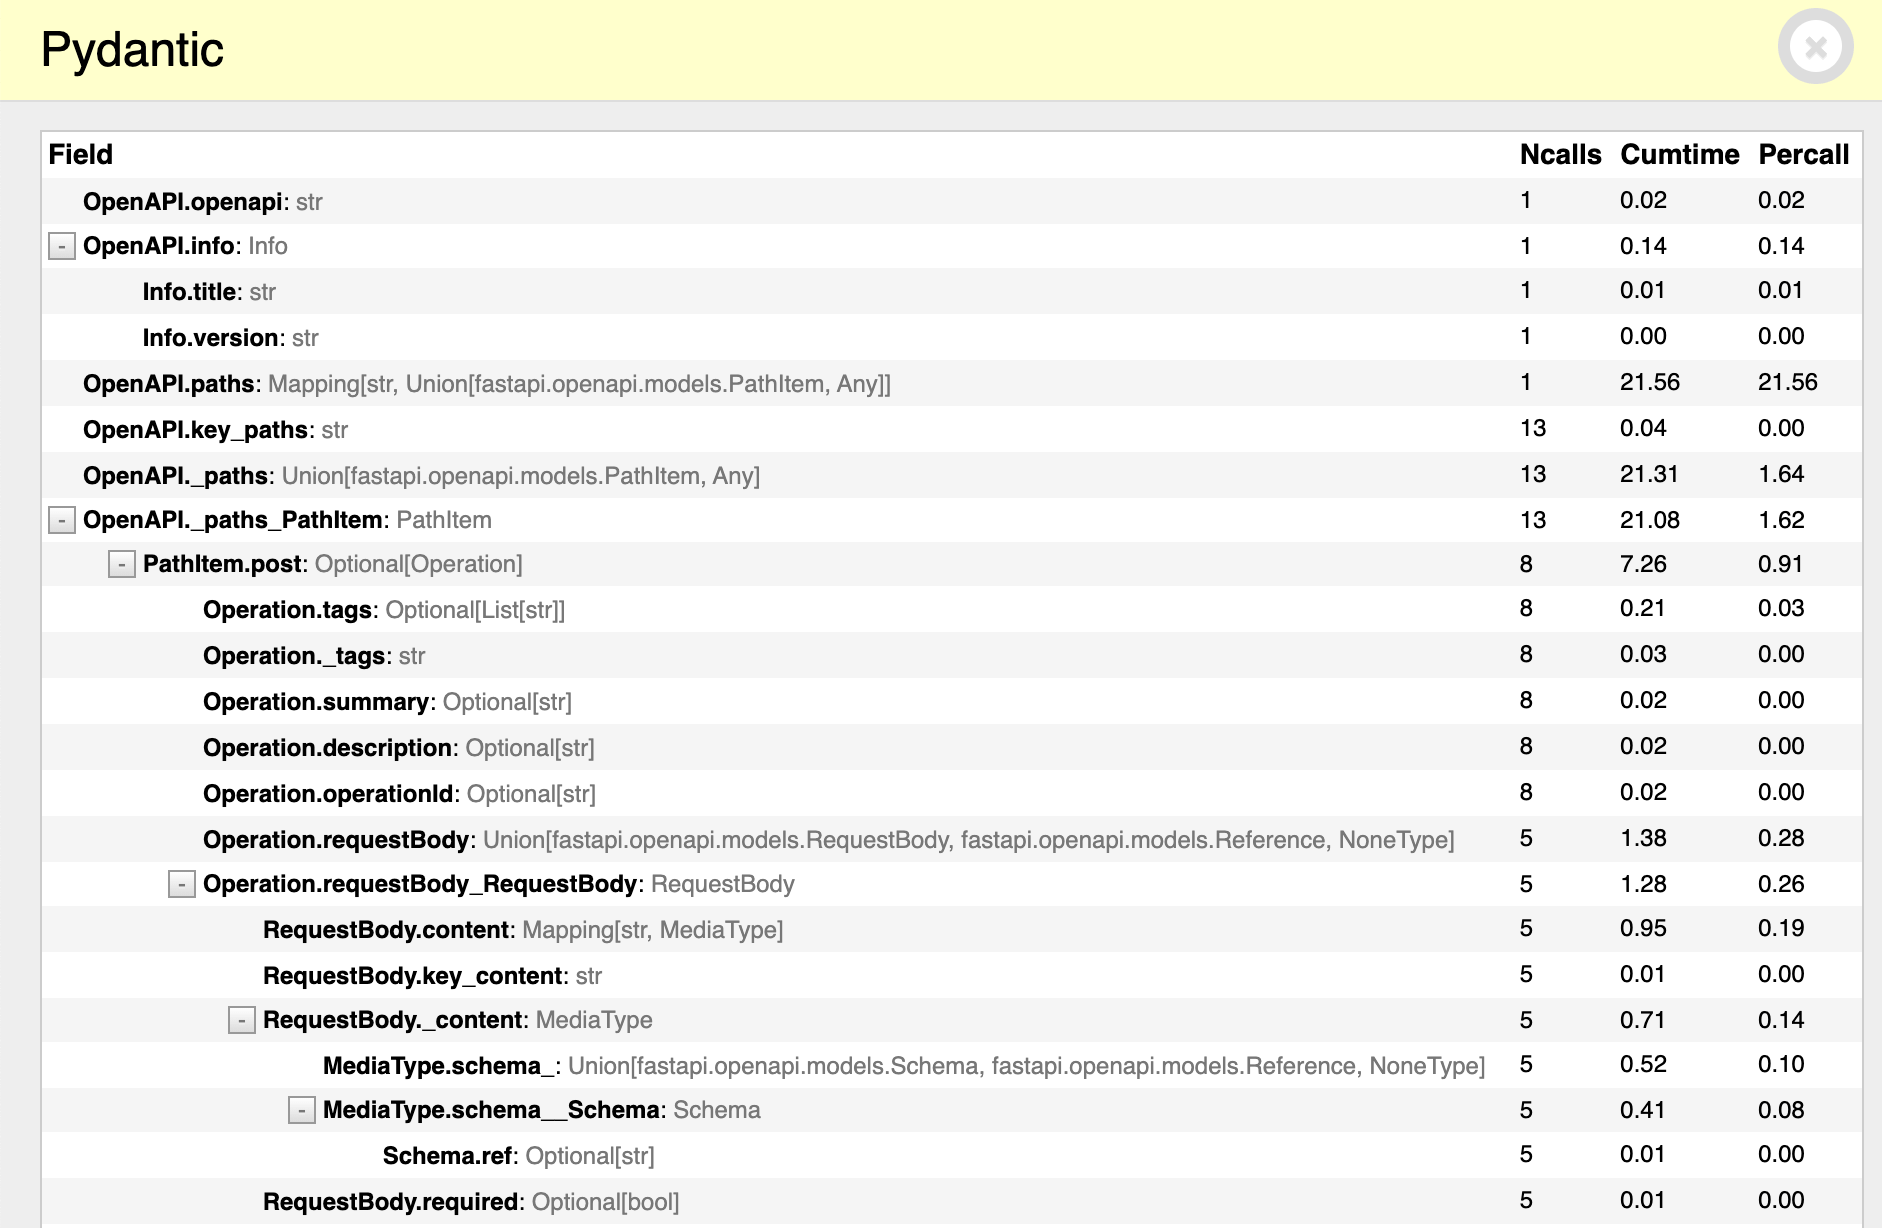 Pydantic
Field Ncalls Cumtime Percall
OpenAPI.openapi: str 1 0.02 0.02
- OpenAPI.info: Info 1 0.14 0.14
Info.title: str 1 0.01 0.01
Info.version: str 1 0.00 0.00
OpenAPI.paths: Mapping[str, Union[fastapi.openapi.models.PathItem, Any]] 1 21.56 21.56
OpenAPI.key_paths: str 13 0.04 0.00
OpenAPI._paths: Union[fastapi.openapi.models.PathItem, Any] 13 21.31 1.64
- OpenAPI._paths_PathItem: PathItem 13 21.08 1.62
- PathItem.post: Optional[Operation] 8 7.26 0.91
Operation.tags: Optional[List[str]] 8 0.21 0.03
Operation._tags: str 8 0.03 0.00
Operation.summary: Optional[str] 8 0.02 0.00
Operation.description: Optional[str] 8 0.02 0.00
Operation.operationId: Optional[str] 8 0.02 0.00
Operation.requestBody: Union[fastapi.openapi.models.RequestBody, fastapi.openapi.models.Reference, NoneType] 5 1.38 0.28
- Operation.requestBody_RequestBody: RequestBody 5 1.28 0.26
RequestBody.content: Mapping[str, MediaType] 5 0.95 0.19
RequestBody.key_content: str 5 0.01 0.00
- RequestBody._content: MediaType 5 0.71 0.14
MediaType.schema_: Union[fastapi.openapi.models.Schema, fastapi.openapi.models.Reference, NoneType] 5 0.52 0.10
- MediaType.schema__Schema: Schema 5 0.41 0.08
Schema.ref: Optional[str] 5 0.01 0.00
RequestBody.required: Optional[bool] 5 0.01 0.00